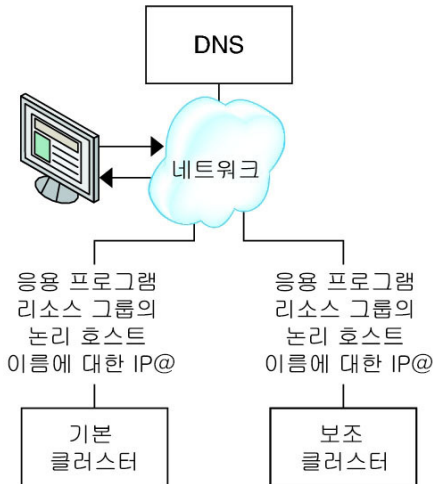 DNS
네트워크
응용 프로그램
리소스 그룹의
논리 호스트
이름에 대한 IP@
응용 프로그램
리소스 그룹의
논리 호스트
이름에 대한 IP@
기본
클러스터
보조
클러스터